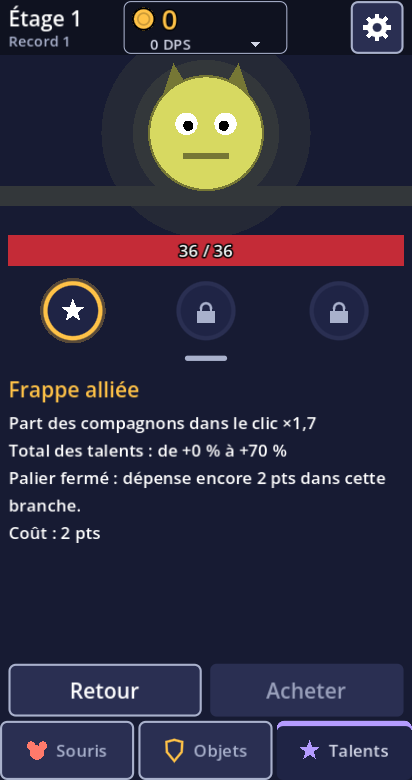 Étage 1
Record 1
0
0 DPS
36 / 36
Frappe alliée
Part des compagnons dans le clic ×1,7
Total des talents : de +0 % à +70 %
Palier fermé : dépense encore 2 pts dans cette
branche.
Coût : 2 pts
Retour
Acheter
Souris
Objets
Talents